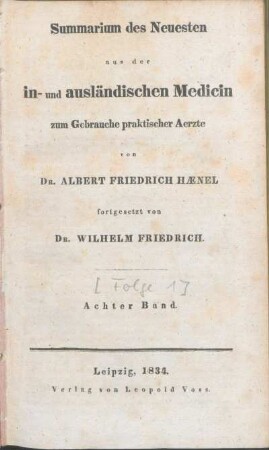 Summarium des Neuesten
aus der
in- und ausländischen Medicin
zum Gebrauche praktischer Aerzte
von
DR. ALBERT FRIEDRICH HÆNEL
fortgesetzt von
DR. WILHELM FRIEDRICH.
[Folge 1]
Achter Band.
Leipzig, 1834.
Verlag von Leopold Voss.